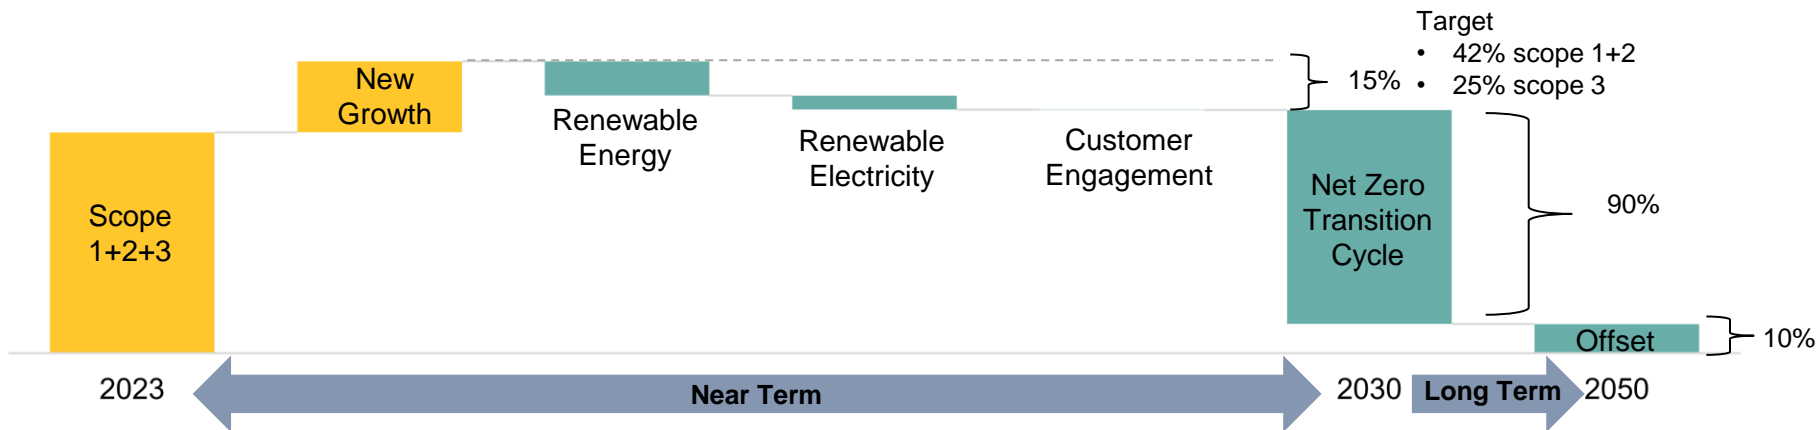 Target
• 42% scope 1+2
• 25% scope 3
15%
New
Growth
Renewable
Energy
Renewable
Electricity
Customer
Engagement
Scope
1+2+3
Net Zero
Transition
Cycle
90%
Offset
10%
2023
Near Term
2030
Long Term
2050